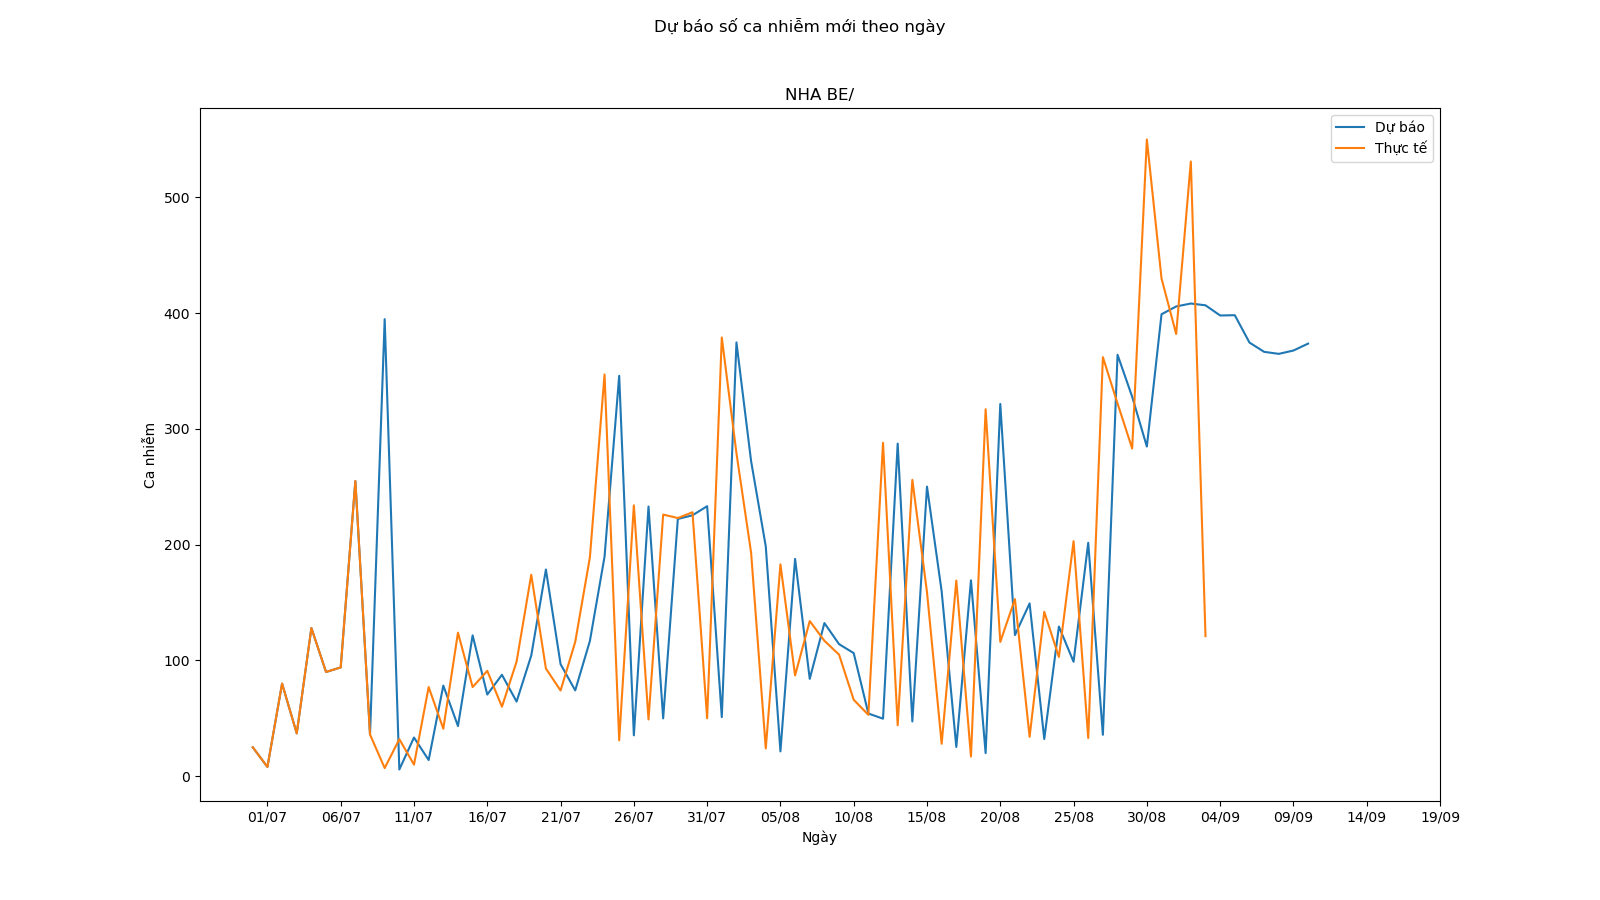 Dự báo số ca nhiễm mới theo ngày
NHA BE/
Dự báo
Thực tế
500
400
300
200
100
0
Ca nhiễm
01/07 06/07 11/07 16/07 21/07 26/07 31/07 05/08 10/08 15/08 20/08 25/08 30/08 04/09 09/09 14/09 19/09
Ngày